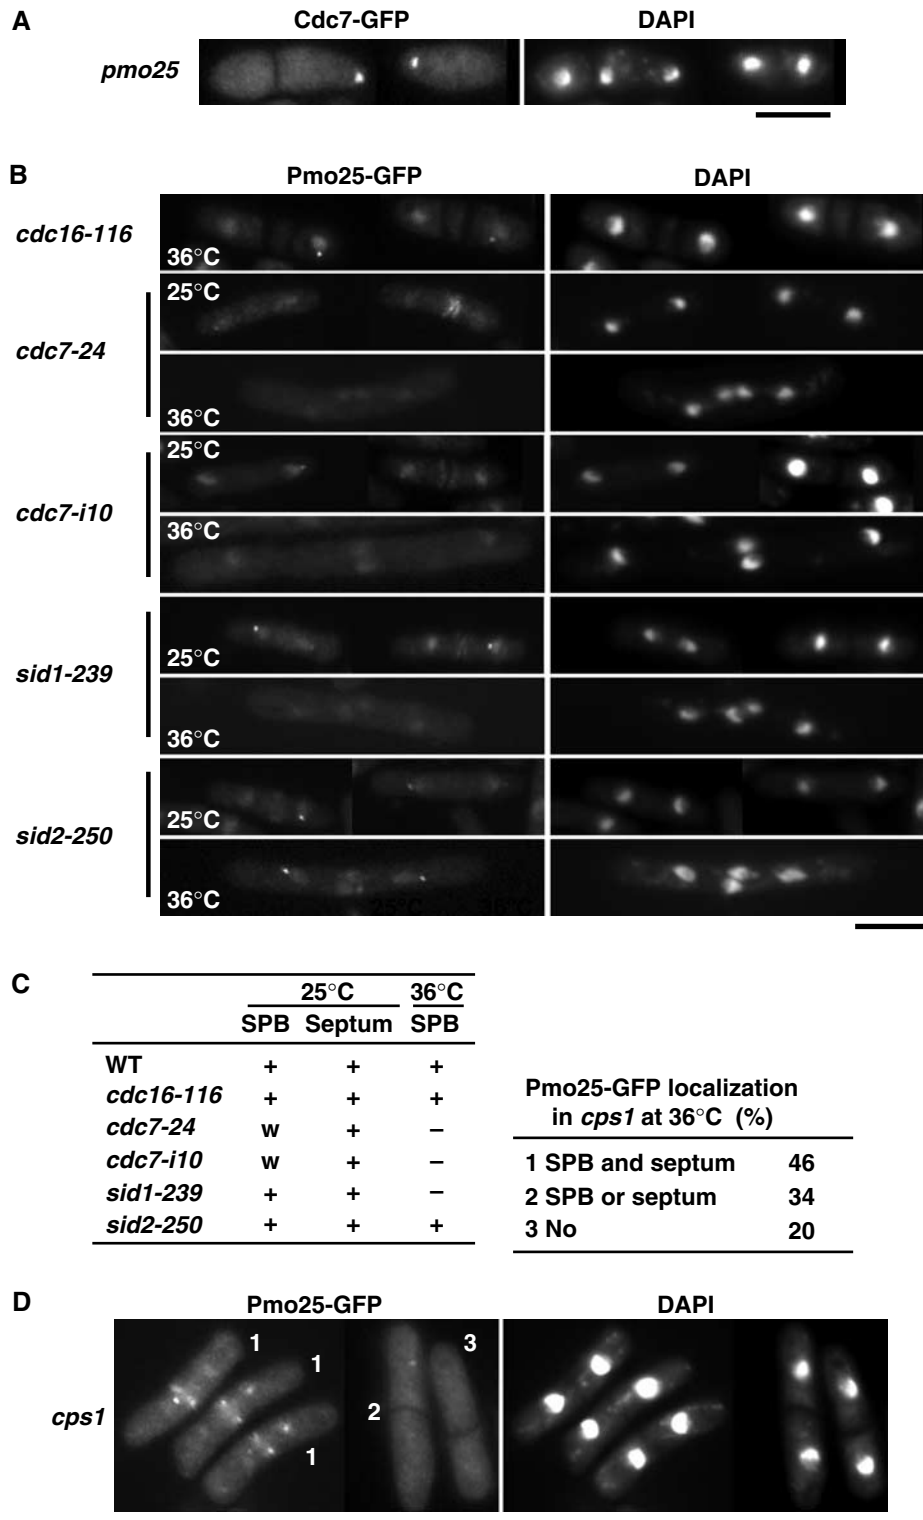 A
Cdc7-GFP DAPI
pmo25
B
Pmo25-GFP DAPI
cdc16-116
36°C
25°C
cdc7-24
36°C
25°C
cdc7-i10
36°C
sid1-239
25°C
36°C
sid2-250
25°C
36°C
C
25°C 36°C
SPB Septum SPB
WT + + +
cdc16-116 + + +
cdc7-24 w + –
cdc7-i10 w + –
sid1-239 + + –
sid2-250 + + +
Pmo25-GFP localization
in cps1 at 36°C (%)
1 SPB and septum 46
2 SPB or septum 34
3 No 20
D
Pmo25-GFP DAPI
cps1
1
1
1
2
3